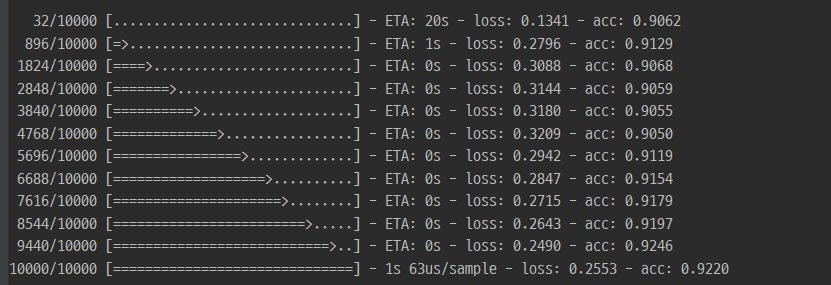 32/10000 [..............................] - ETA: 20s - loss: 0.1341 - acc: 0.9062
896/10000 [=>............................] - ETA: 1s - loss: 0.2796 - acc: 0.9129
1824/10000 [====>.........................] - ETA: 0s - loss: 0.3088 - acc: 0.9068
2848/10000 [=======>......................] - ETA: 0s - loss: 0.3144 - acc: 0.9059
3840/10000 [==========>...................] - ETA: 0s - loss: 0.3180 - acc: 0.9055
4768/10000 [=============>................] - ETA: 0s - loss: 0.3209 - acc: 0.9050
5696/10000 [================>.............] - ETA: 0s - loss: 0.2942 - acc: 0.9119
6688/10000 [===================>..........] - ETA: 0s - loss: 0.2847 - acc: 0.9154
7616/10000 [=====================>........] - ETA: 0s - loss: 0.2715 - acc: 0.9179
8544/10000 [========================>.....] - ETA: 0s - loss: 0.2643 - acc: 0.9197
9440/10000 [===========================>..] - ETA: 0s - loss: 0.2490 - acc: 0.9246
10000/10000 [==============================] - 1s 63us/sample - loss: 0.2553 - acc: 0.9220